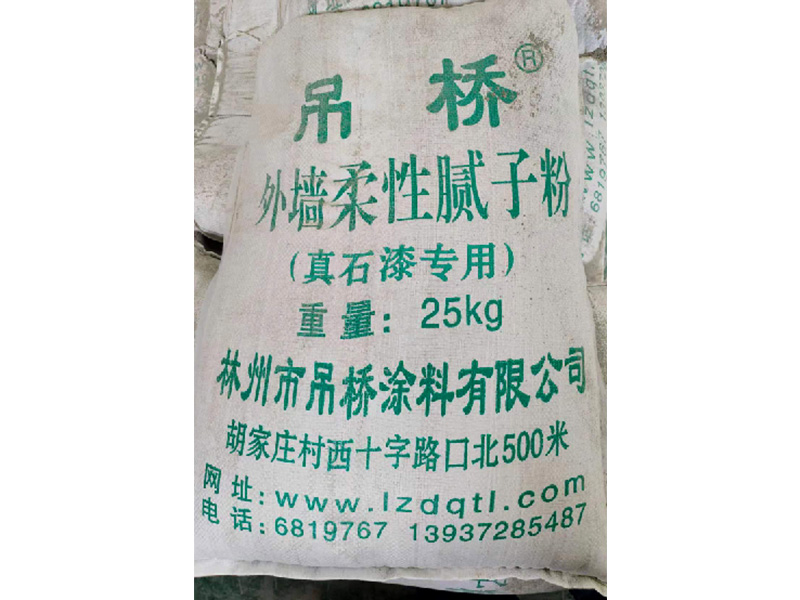 吊桥®
外墙柔性腻子粉
(真石漆专用)
重量：25kg
林州市吊桥涂料有限公司
胡家庄村西十字路口北500米
网址：www.lzdqtl.com
电话：6819767 13937285487
www.lzdqtl